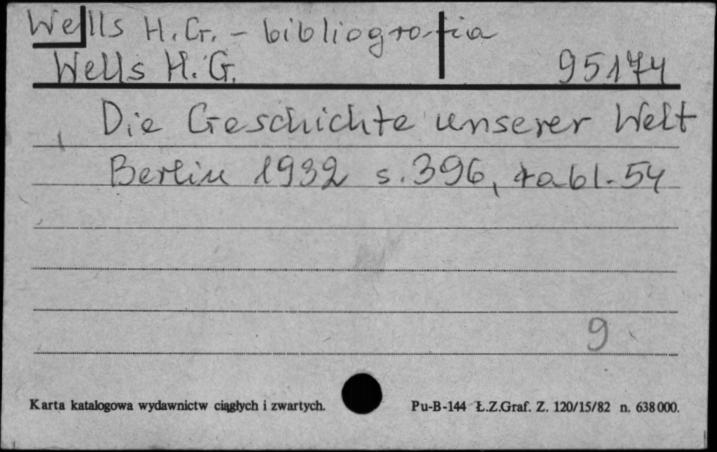 Wells H.G. - bibliografia
Wells H.G. 95174
Die Geschichte unserer Welt
Berlin 1932 s. 396, tabl. 54
9
Karta katalogowa wydawnictw ciągłych i zwartych. Pu-B-144 Ł.Z.Graf. Z. 120/15/82 n. 638000.